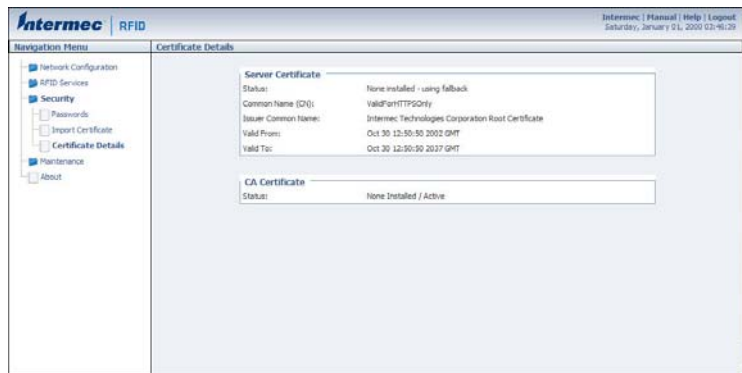 Intermec | RFID
Intermec | Manual | Help | Logout
Saturday, January 01, 2000 03:46:29
Navigation Menu
Certificate Details
Network Configuration
RFID Services
Security
Passwords
Import Certificate
Certificate Details
Maintenance
About
Server Certificate
Status: None installed - using fallback
Common Name (CN): ValidForHTTPSOnly
Issuer Common Name: Intermec Technologies Corporation Root Certificate
Valid From: Oct 30 12:50:50 2002 GMT
Valid To: Oct 30 12:50:50 2037 GMT
CA Certificate
Status: None Installed / Active